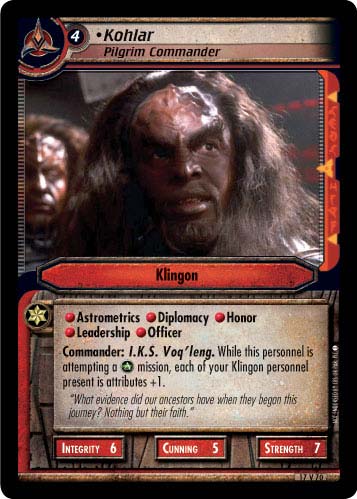 4
•Kohlar
Pilgrim Commander
Klingon
Astrometrics Diplomacy Honor
Leadership Officer
Commander: I.K.S. Voq'leng. While this personnel
attempting a mission, each of your Klingon personnel
present is attributes +1.
"What evidence did our ancestors have when they began this
journey? Nothing but their faith."
INTEGRITY 6 CUNNING 5 STRENGTH 7
17 V 20